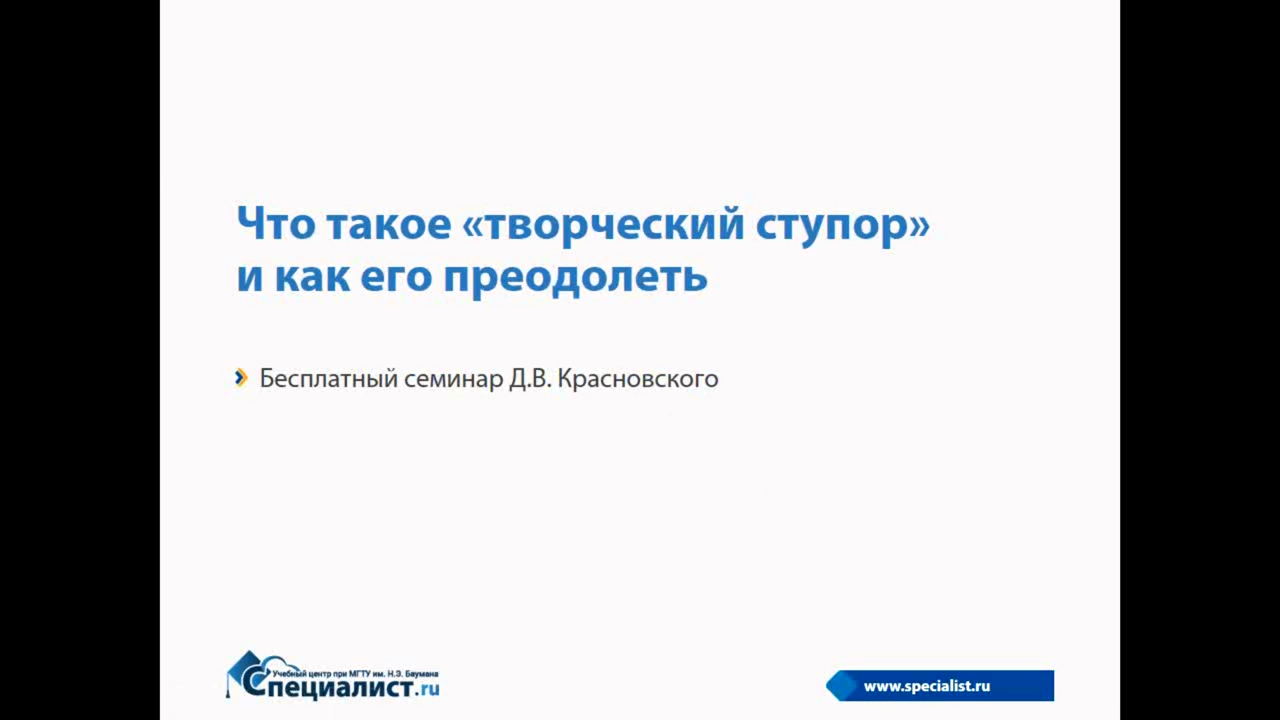 Что такое «творческий ступор»
и как его преодолеть
Бесплатный семинар Д.В. Красновского
Учебный центр при МГТУ им. Н.Э. Баумана
Специалист.ru
www.specialist.ru